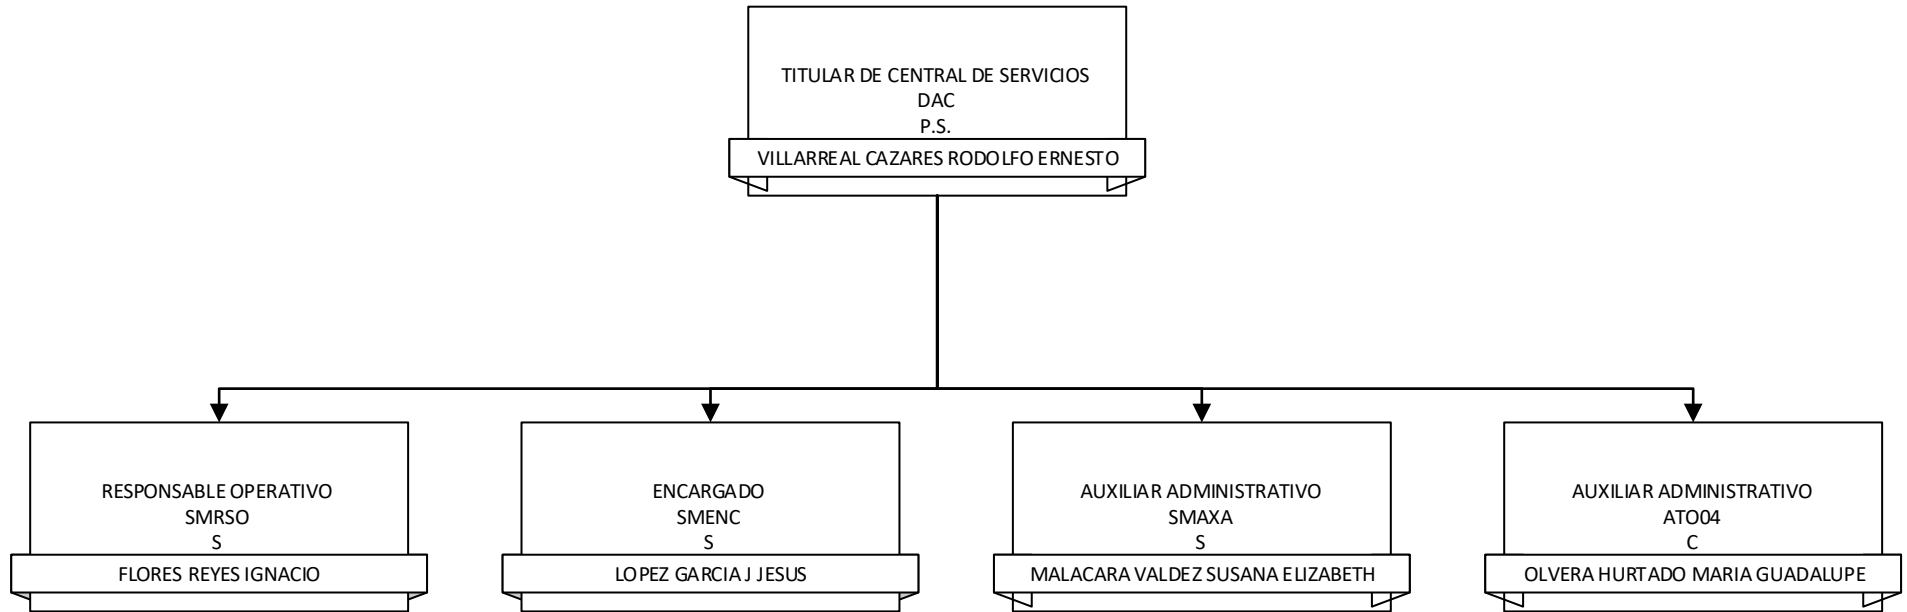 TITULAR DE CENTRAL DE SERVICIOS
DAC
P.S.
VILLARREAL CAZARES RODOLFO ERNESTO
RESPONSABLE OPERATIVO
SMRSO
S
FLORES REYES IGNACIO
ENCARGADO
SMENC
S
LOPEZ GARCIA J JESUS
AUXILIAR ADMINISTRATIVO
SMAXA
S
MALACARA VALDEZ SUSANA ELIZABETH
AUXILIAR ADMINISTRATIVO
ATO04
C
OLVERA HURTADO MARIA GUADALUPE